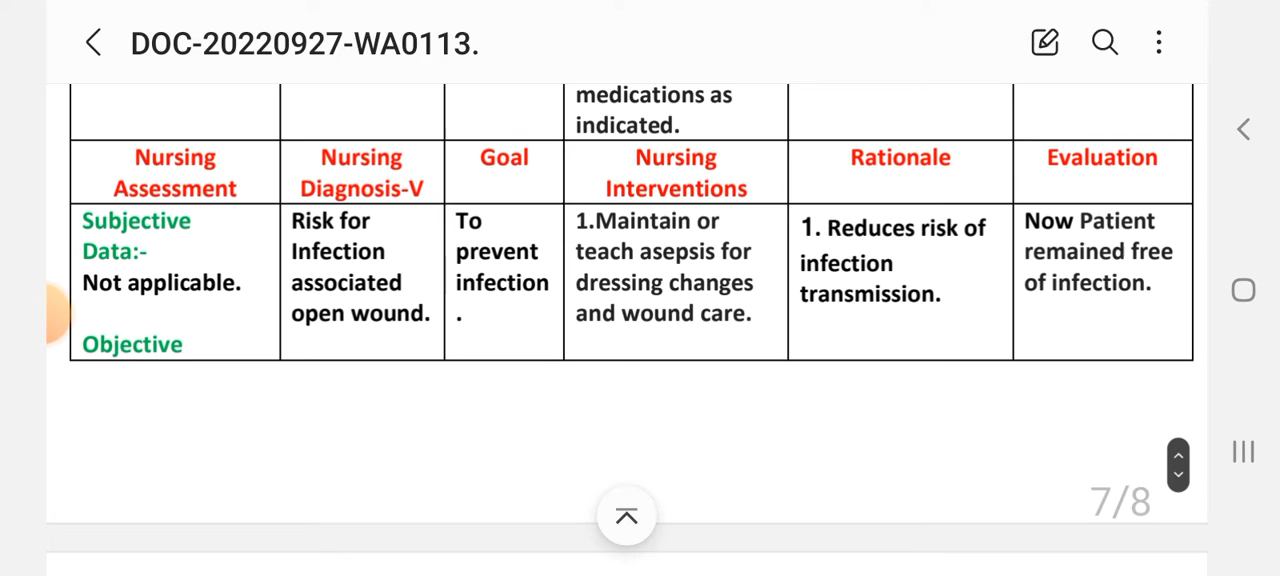 DOC-20220927-WA0113.
medications as
indicated.
Nursing
Assessment
Nursing
Diagnosis-V
Goal
Nursing
Interventions
Rationale
Evaluation
Subjective
Data:-
Not applicable.
Objective
Risk for
Infection
associated
open wound.
To
prevent
infection
.
1.Maintain or
teach asepsis for
dressing changes
and wound care.
1. Reduces risk of
infection
transmission.
Now Patient
remained free
of infection.
7/8